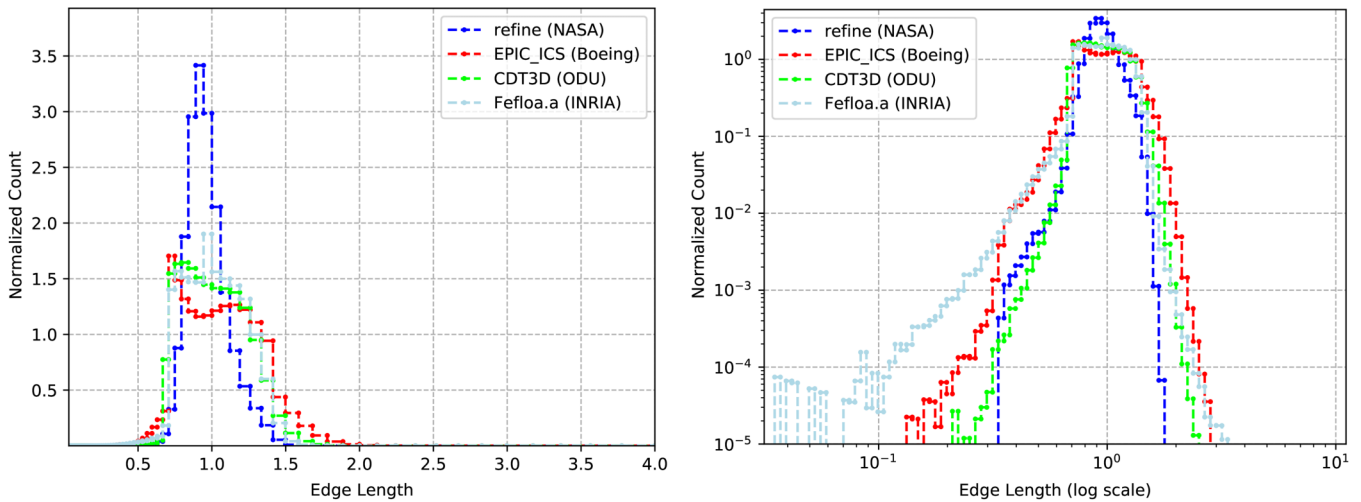 Normalized Count
3.5
3.0
2.5
2.0
1.5
1.0
0.5
0.5 1.0 1.5 2.0 2.5 3.0 3.5 4.0
Edge Length
refine (NASA)
EPIC_ICS (Boeing)
CDT3D (ODU)
Fefloa.a (INRIA)
Normalized Count
10⁰
10⁻¹
10⁻²
10⁻³
10⁻⁴
10⁻⁵
10⁻¹ 10⁰ 10¹
Edge Length (log scale)
refine (NASA)
EPIC_ICS (Boeing)
CDT3D (ODU)
Fefloa.a (INRIA)